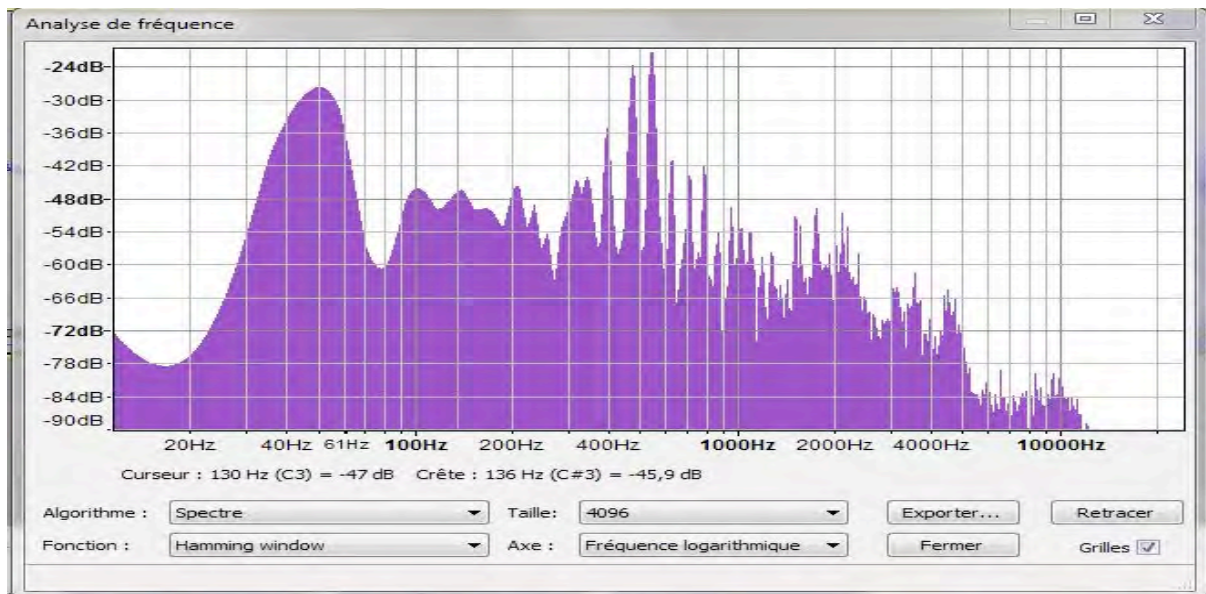 Analyse de fréquence
-24dB
-30dB
-36dB
-42dB
-48dB
-54dB
-60dB
-66dB
-72dB
-78dB
-84dB
-90dB
20Hz 40Hz 61Hz 100Hz 200Hz 400Hz 1000Hz 2000Hz 4000Hz 10000Hz
Curseur : 130 Hz (C3) = -47 dB Crête : 136 Hz (C#3) = -45,9 dB
Algorithme : Spectre Taille: 4096 Exporter... Retracer
Fonction : Hamming window Axe : Fréquence logarithmique Fermer Grilles